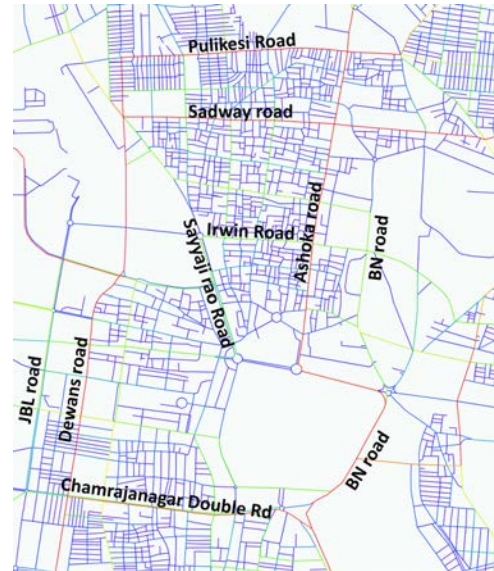 Pulikesi Road
Sadway road
Irwin Road
Sayyaji rao Road
Ashoka road
BN road
JBL road
Dewans road
BN road
Chamrajanagar Double Rd